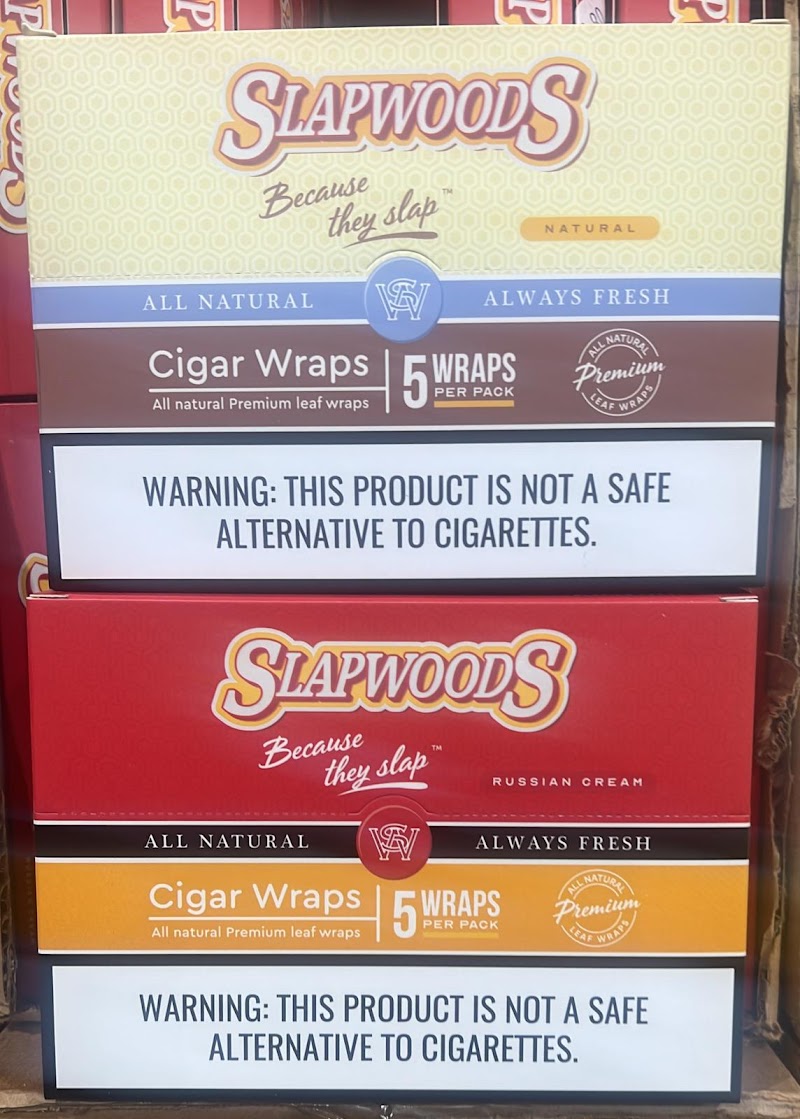 SLAPWOODS
Because
they slap™
NATURAL
ALL NATURAL
SW
ALWAYS FRESH
Cigar Wraps
All natural Premium leaf wraps
5 WRAPS
PER PACK
ALL NATURAL
Premium
LEAF WRAPS
WARNING: THIS PRODUCT IS NOT A SAFE
ALTERNATIVE TO CIGARETTES.
SLAPWOODS
Because
they slap™
RUSSIAN CREAM
ALL NATURAL
SW
ALWAYS FRESH
Cigar Wraps
All natural Premium leaf wraps
5 WRAPS
PER PACK
ALL NATURAL
Premium
LEAF WRAPS
WARNING: THIS PRODUCT IS NOT A SAFE
ALTERNATIVE TO CIGARETTES.